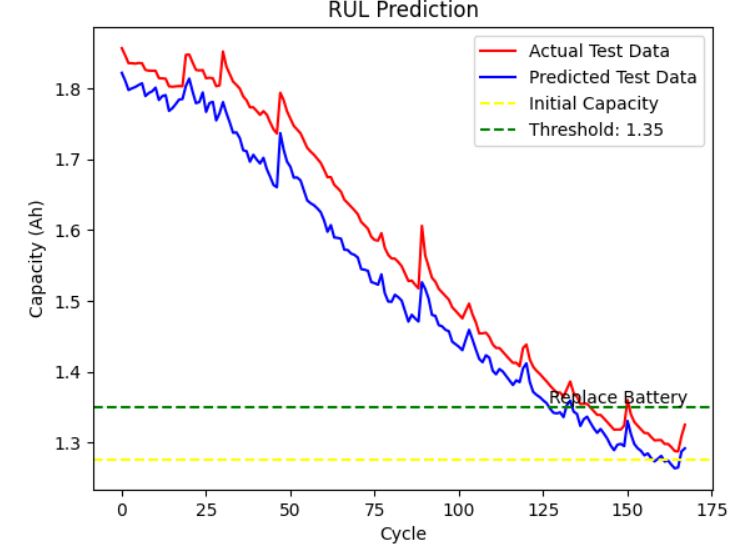 RUL Prediction
Actual Test Data
Predicted Test Data
Initial Capacity
Threshold: 1.35
Capacity (Ah)
1.8
1.7
1.6
1.5
1.4
1.3
Replace Battery
0 25 50 75 100 125 150 175
Cycle